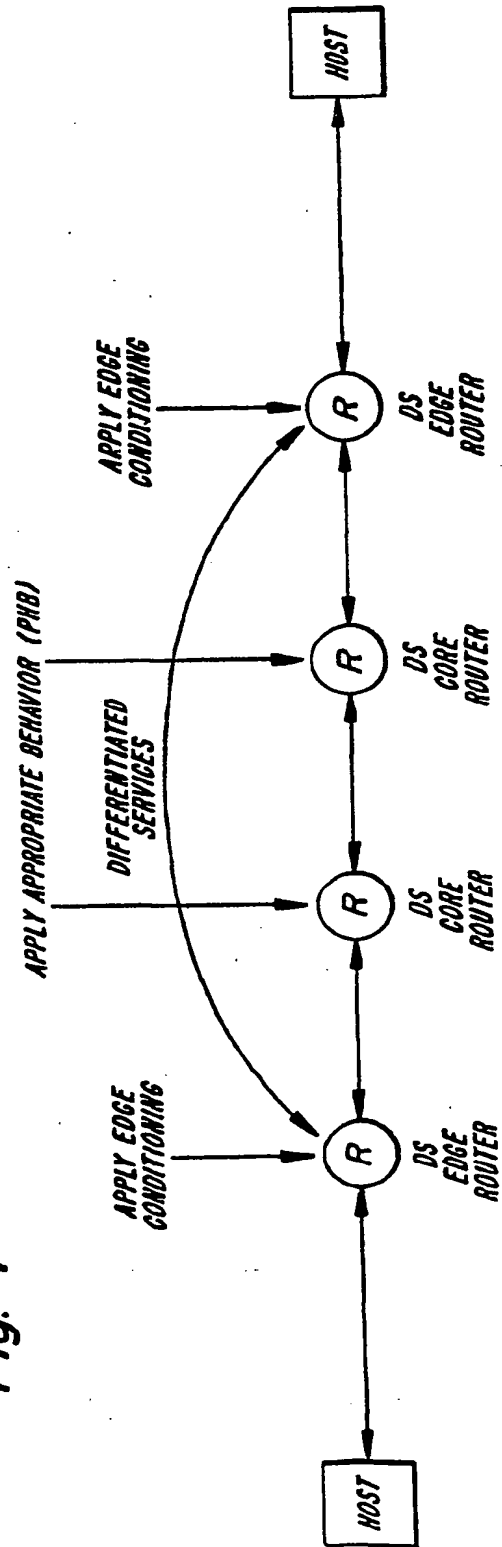 Fig.
APPLY APPROPRIATE BEHAVIOR (PHB)
APPLY EDGE
CONDITIONING
DIFFERENTIATED
SERVICES
APPLY EDGE
CONDITIONING
HOST
R
R
R
R
HOST
DS
EDGE
ROUTER
DS
CORE
ROUTER
DS
CORE
ROUTER
DS
EDGE
ROUTER